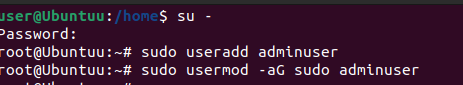 user@Ubuntuu:/home$ su -
Password:
root@Ubuntuu:~# sudo useradd adminuser
root@Ubuntuu:~# sudo usermod -aG sudo adminuser